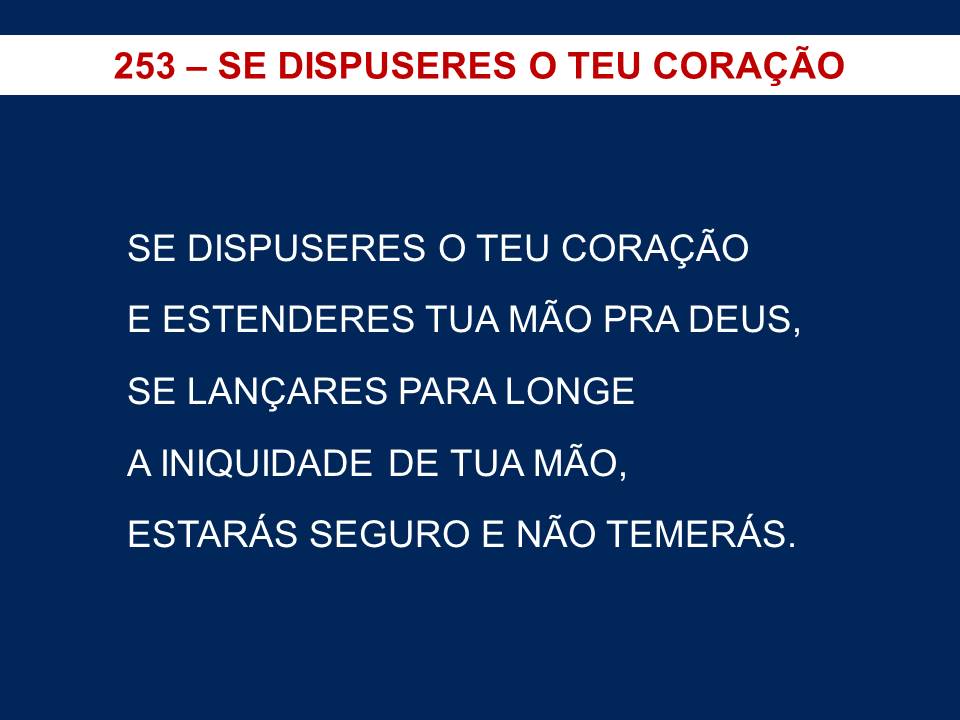 253 – SE DISPUSERES O TEU CORAÇÃO
SE DISPUSERES O TEU CORAÇÃO
E ESTENDERES TUA MÃO PRA DEUS,
SE LANÇARES PARA LONGE
A INIQUIDADE DE TUA MÃO,
ESTARÁS SEGURO E NÃO TEMERÁS.